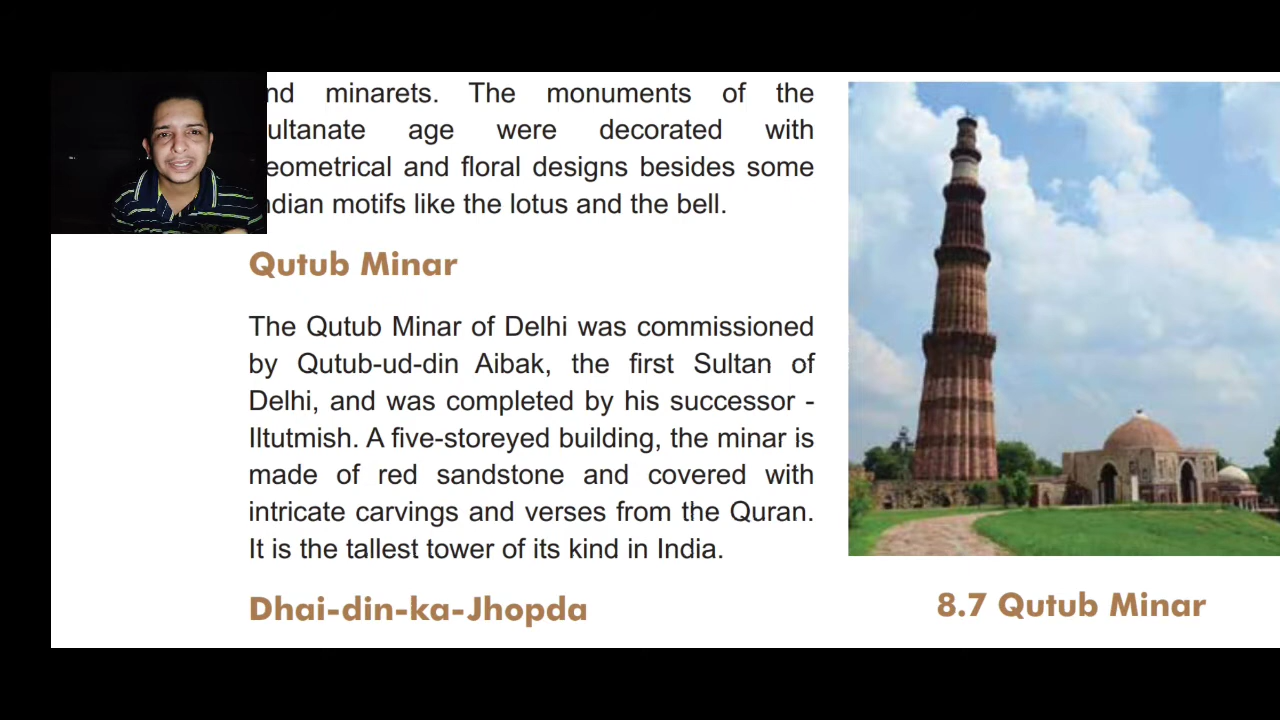 nd minarets. The monuments of the
ultanate age were decorated with
eometrical and floral designs besides some
ndian motifs like the lotus and the bell.
Qutub Minar
The Qutub Minar of Delhi was commissioned
by Qutub-ud-din Aibak, the first Sultan of
Delhi, and was completed by his successor -
Iltutmish. A five-storeyed building, the minar is
made of red sandstone and covered with
intricate carvings and verses from the Quran.
It is the tallest tower of its kind in India.
8.7 Qutub Minar
Dhai-din-ka-Jhopda